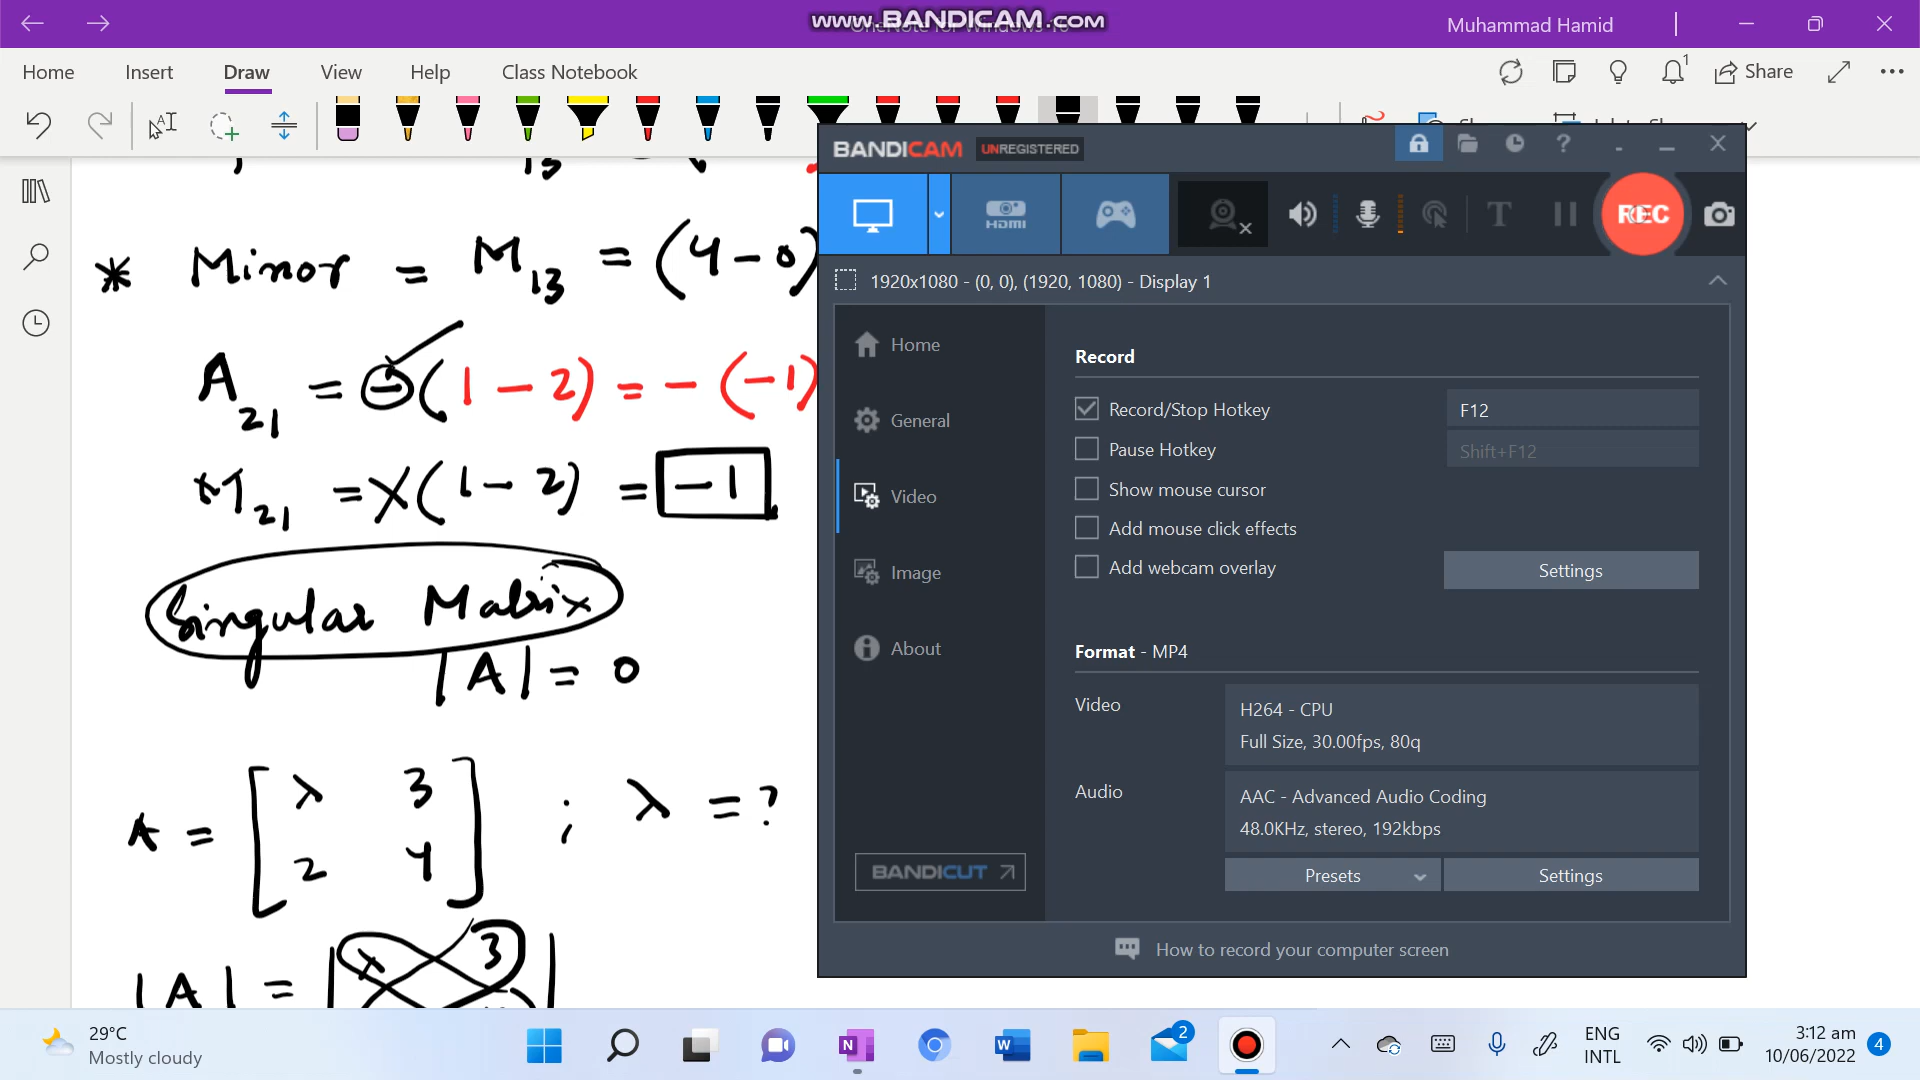 www.BANDICAM.com
Muhammad Hamid
Home Insert Draw View Help Class Notebook
1
Share
BANDICAM UNREGISTERED
HDMI
T
REC
1920x1080 - (0, 0), (1920, 1080) - Display 1
Home
General
Video
Image
About
BANDICUT
Record
Record/Stop Hotkey F12
Pause Hotkey Shift+F12
Show mouse cursor
Add mouse click effects
Add webcam overlay Settings
Format - MP4
Video H264 - CPU
Full Size, 30.00fps, 80q
Audio AAC - Advanced Audio Coding
48.0KHz, stereo, 192kbps
Presets Settings
How to record your computer screen
* Minor = M13 = (4 - 0)
A21 = -(1 - 2) = - (-1)
M21 = X(1 - 2) = -1
Singular Matrix
|A| = 0
A = [ λ 3 ; λ = ?
2 4 ]
|A| = | λ 3 |
29°C
Mostly cloudy
N
W
2
ENG
INTL
3:12 am
10/06/2022
4